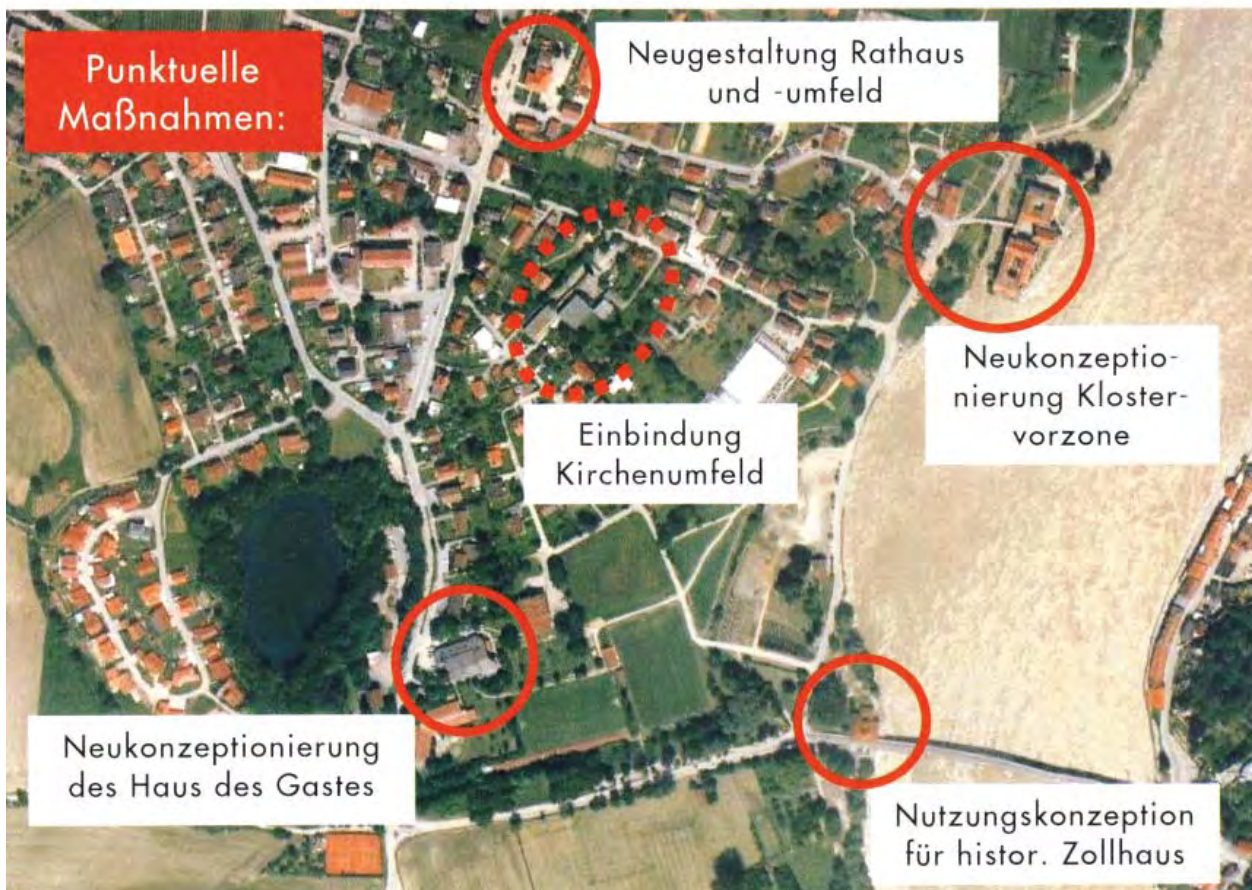 Punktuelle
Maßnahmen:
Neugestaltung Rathaus
und -umfeld
Neukonzeptio-
nierung Kloster-
vorzone
Einbindung
Kirchenumfeld
Neukonzeptionierung
des Haus des Gastes
Nutzungskonzeption
für histor. Zollhaus